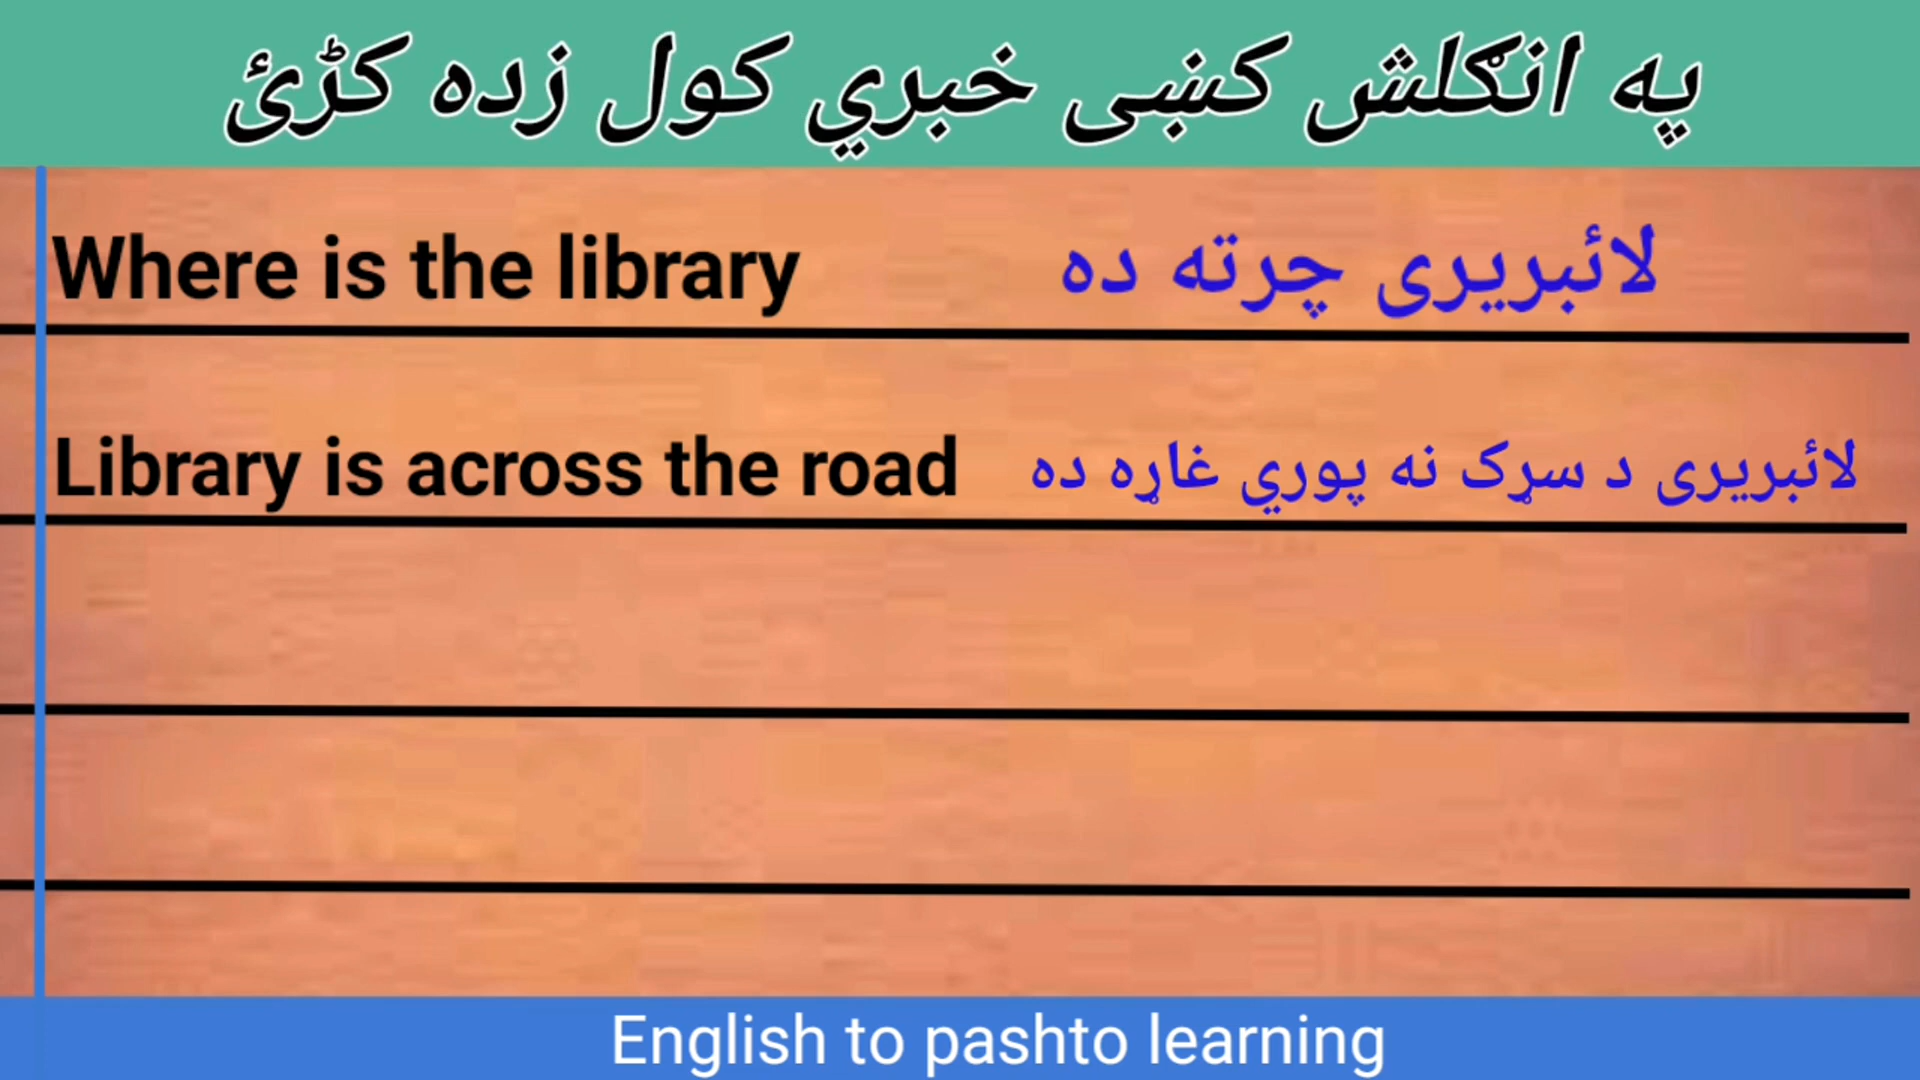 په انګلش کښی خبرې کول زده کړئ
Where is the library لائبریری چرته ده
Library is across the road لائبریری د سړک نه پورې غاړه ده
English to pashto learning